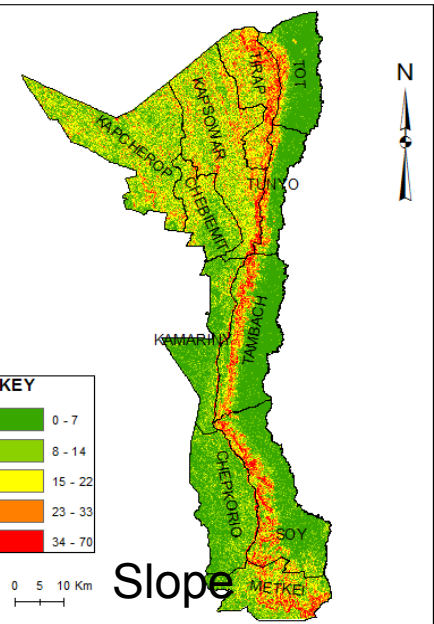 N
TIRAP
TOT
KAPSOWAR
KAPCHEROP
TUNYO
CHEBIEMIT
TAMBACH
KAMARINY
KEY
0 - 7
8 - 14
15 - 22
23 - 33
34 - 70
CHEPKORIO
SOY
METKEI
0 5 10 Km
Slope